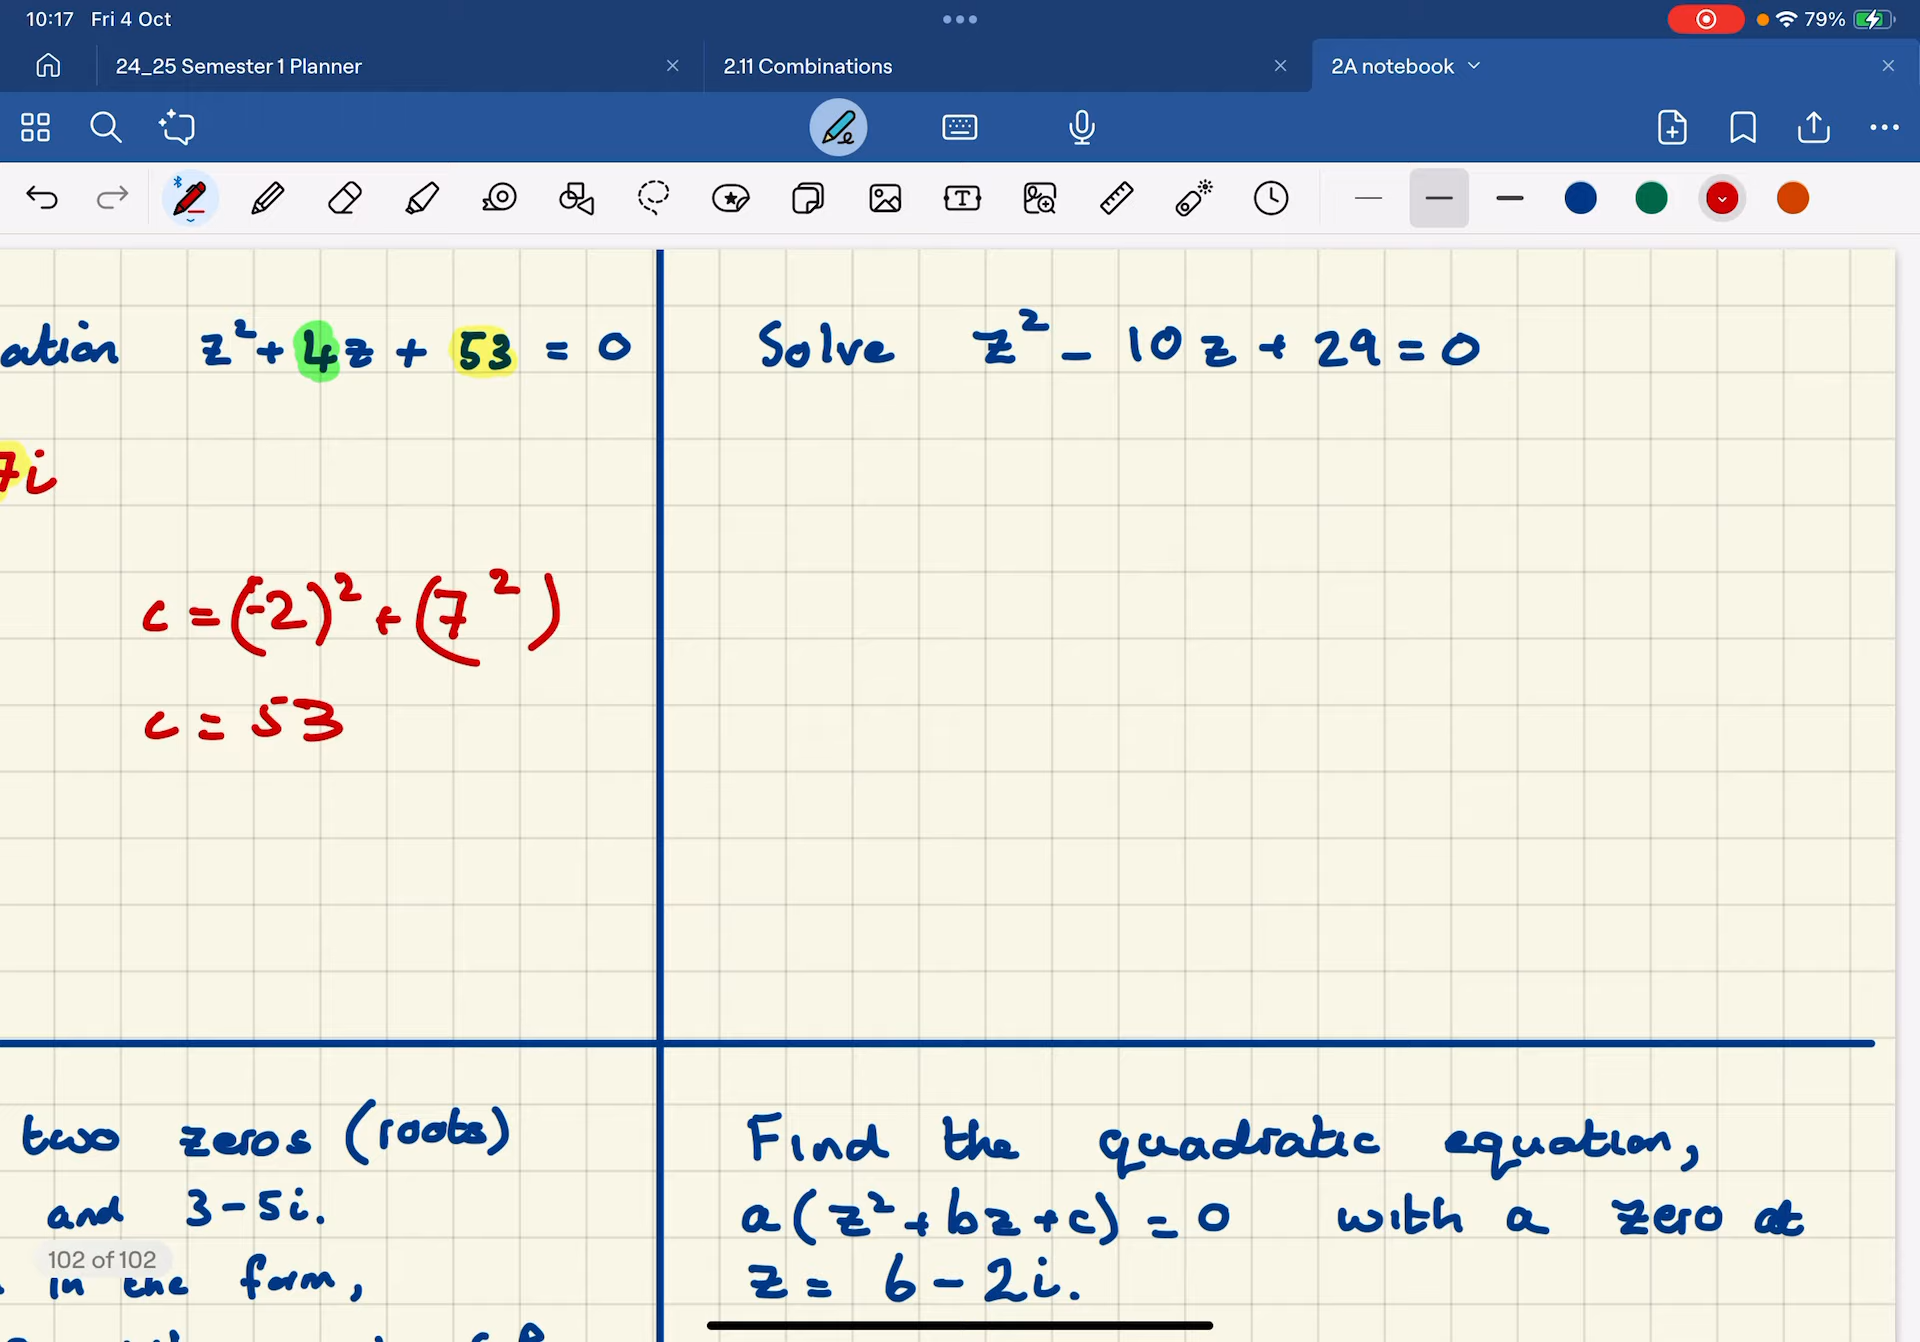 10:17 Fri 4 Oct 79%
24_25 Semester 1 Planner
2.11 Combinations
2A notebook
ation z² + 4z + 53 = 0
7i
c = (-2)² + (7²)
c = 53
Solve z² - 10z + 29 = 0
two zeros (roots)
and 3-5i.
102 of 102
in the form,
Find the quadratic equation,
a(z² + bz + c) = 0 with a zero at
z = 6 - 2i.